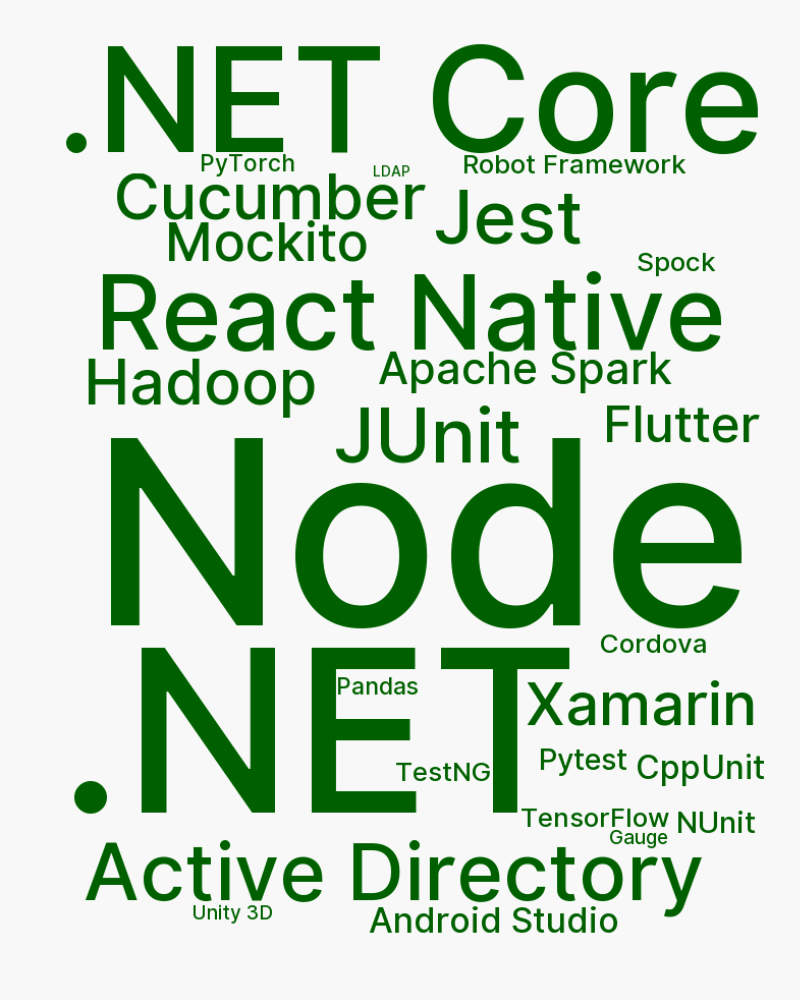 .NET Core
PyTorch
LDAP
Robot Framework
Cucumber
Jest
Mockito
Spock
React Native
Hadoop
Apache Spark
JUnit
Flutter
Node
Cordova
.NET
Pandas
Xamarin
TestNG
Pytest
CppUnit
TensorFlow
NUnit
Gauge
Active Directory
Unity 3D
Android Studio